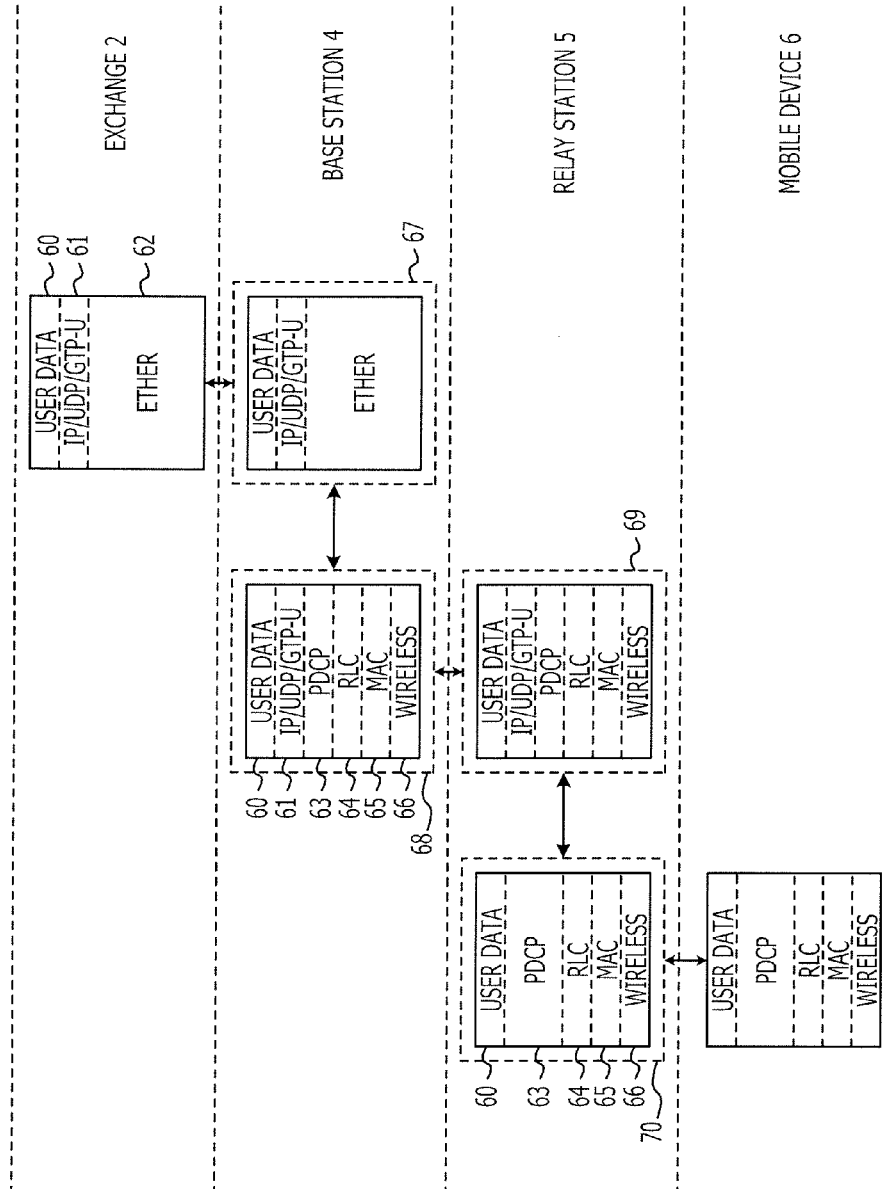 EXCHANGE 2
USER DATA
IP/UDP/GTP-U
ETHER
60
61
62
BASE STATION 4
USER DATA
IP/UDP/GTP-U
ETHER
67
USER DATA
IP/UDP/GTP-U
PDCP
RLC
MAC
WIRELESS
60
61
63
64
65
66
68
RELAY STATION 5
USER DATA
IP/UDP/GTP-U
PDCP
RLC
MAC
WIRELESS
69
USER DATA
PDCP
RLC
MAC
WIRELESS
60
63
64
65
66
70
MOBILE DEVICE 6
USER DATA
PDCP
RLC
MAC
WIRELESS